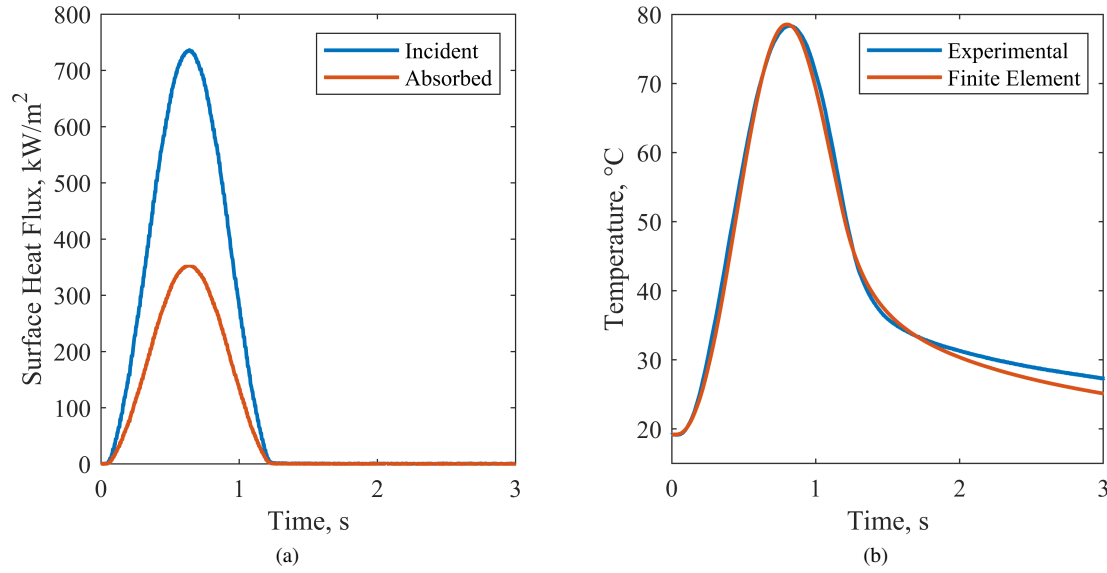 800
700
600
500
400
300
200
100
0
Surface Heat Flux, kW/m²
Incident
Absorbed
0 1 2 3
Time, s
(a)
80
70
60
50
40
30
20
Temperature, °C
Experimental
Finite Element
0 1 2 3
Time, s
(b)